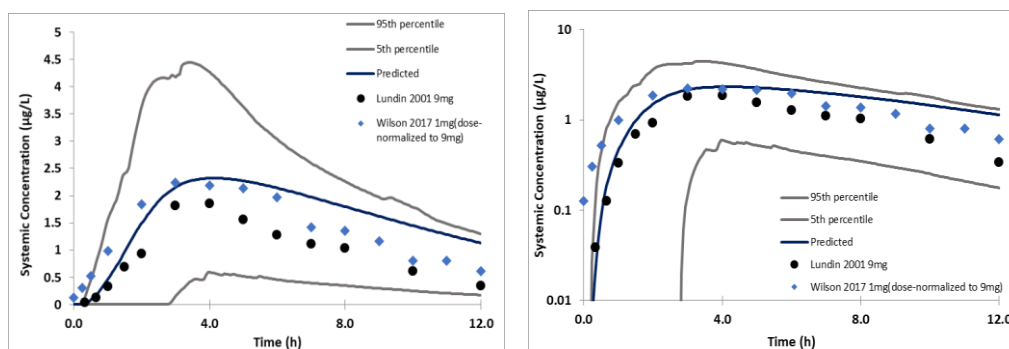 Systemic Concentration (µg/L)
5
4.5
4
3.5
3
2.5
2
1.5
1
0.5
0
0.0
4.0
8.0
12.0
Time (h)
95th percentile
5th percentile
Predicted
Lundin 2001 9mg
Wilson 2017 1mg(dose-
normalized to 9mg)
Systemic Concentration (µg/L)
10
1
0.1
0.01
0.0
4.0
8.0
12.0
Time (h)
95th percentile
5th percentile
Predicted
Lundin 2001 9mg
Wilson 2017 1mg(dose-normalized to 9mg)